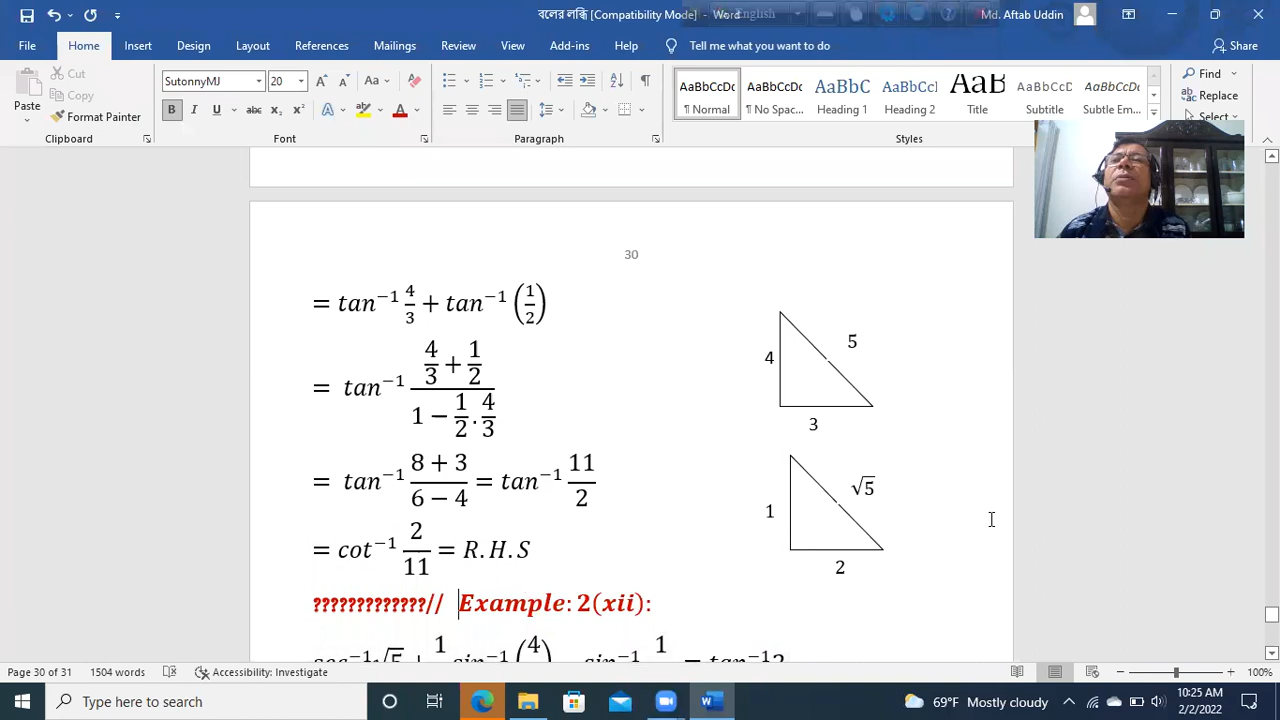 বলের লব্ধি [Compatibility Mode] - Word
English
Md. Aftab Uddin
File Home Insert Design Layout References Mailings Review View Add-ins Help Tell me what you want to do Share
Paste
Cut
Copy
Format Painter
Clipboard
SutonnyMJ 20
Font
Paragraph
AaBbCcDd ¶ Normal
AaBbCcDd ¶ No Spac...
AaBbC Heading 1
AaBbCcI Heading 2
AaB Title
AaBbCcD Subtitle
AaBbCcDd Subtle Em...
Styles
Find
Replace
Select
30
= tan⁻¹ 4/3 + tan⁻¹ (1/2)
= tan⁻¹ (4/3 + 1/2)/(1 − 1/2 . 4/3)
= tan⁻¹ (8 + 3)/(6 − 4) = tan⁻¹ 11/2
= cot⁻¹ 2/11 = R.H.S
4 5
3
1 √5
2
?????????????// Example: 2(xii):
Page 30 of 31 1504 words Accessibility: Investigate 100%
Type here to search
69°F Mostly cloudy
10:25 AM
2/2/2022